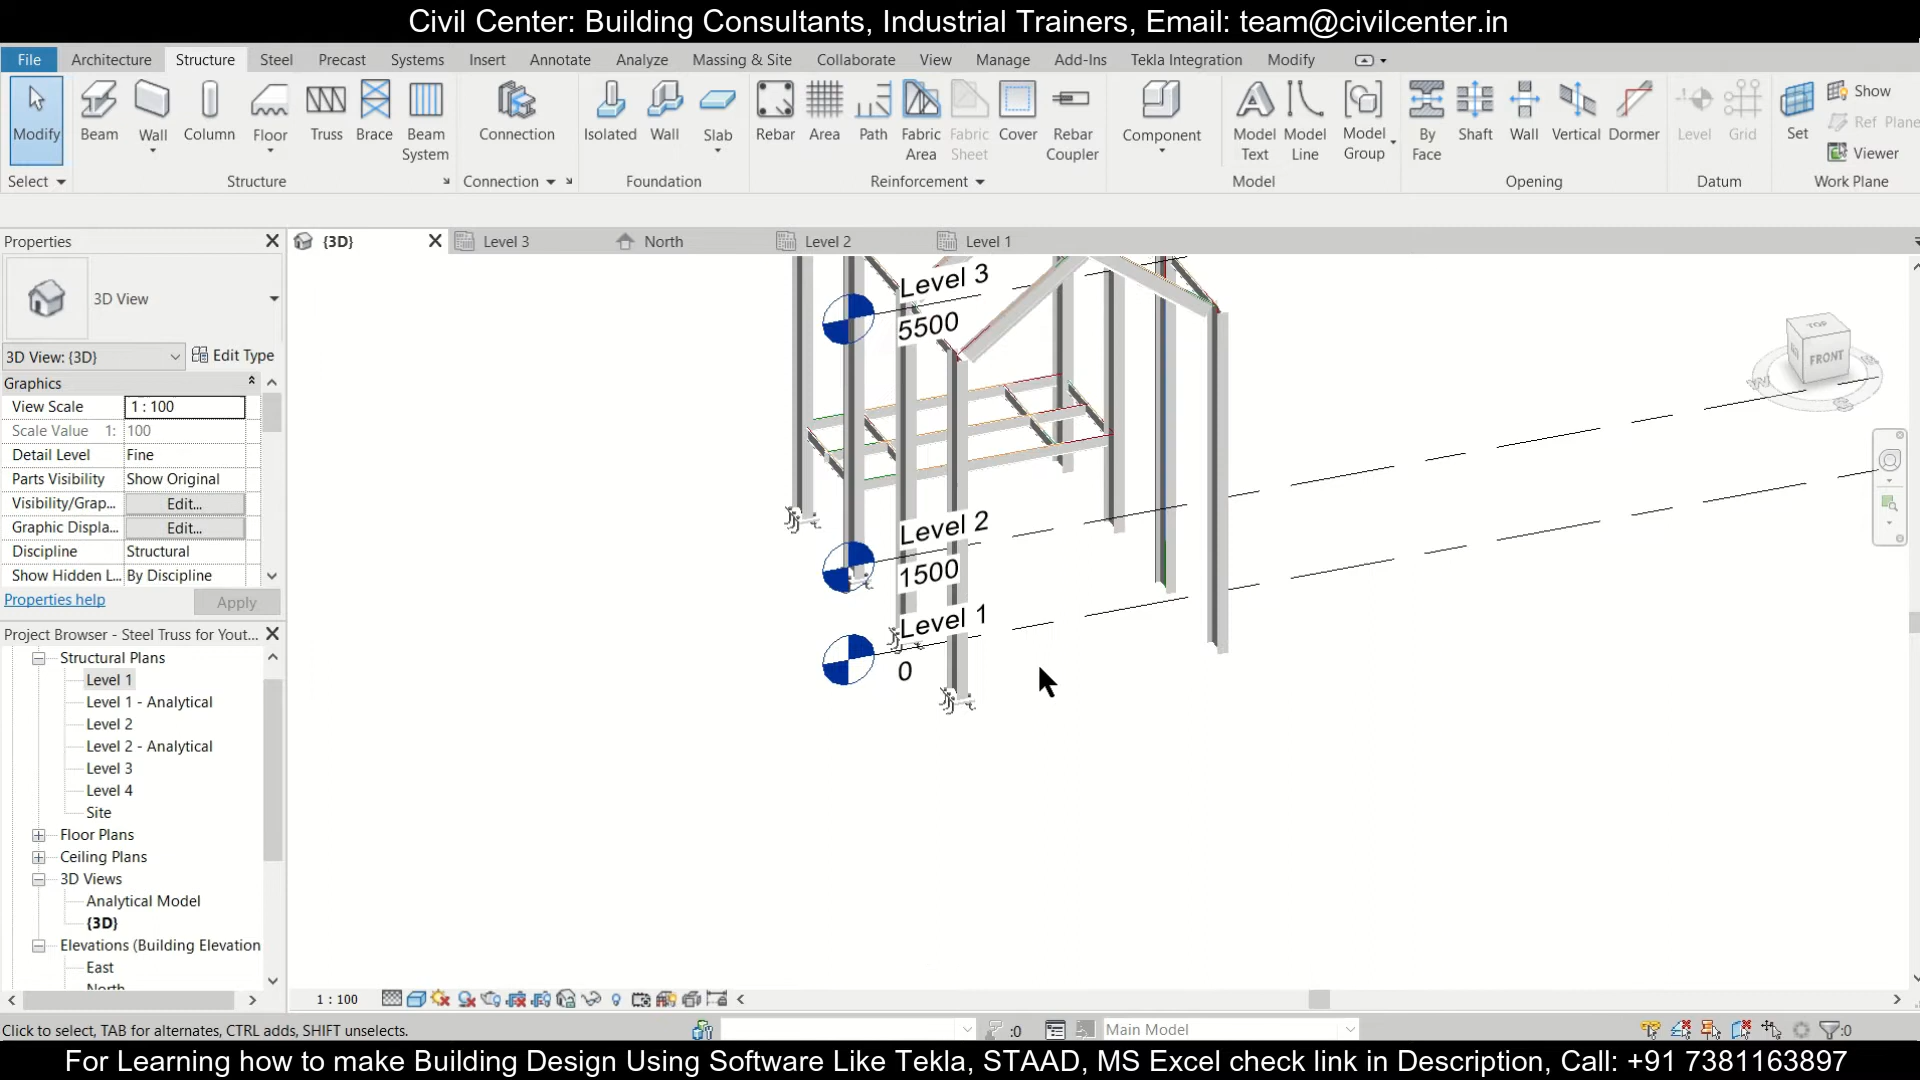 Civil Center: Building Consultants, Industrial Trainers, Email: team@civilcenter.in
File Architecture Structure Steel Precast Systems Insert Annotate Analyze Massing & Site Collaborate View Manage Add-Ins Tekla Integration Modify
Modify Beam Wall Column Floor Truss Brace Beam System Connection Isolated Wall Slab Rebar Area Path Fabric Area Fabric Sheet Cover Rebar Coupler Component Model Text Model Line Model Group By Face Shaft Wall Vertical Dormer Level Grid Set Show
Ref Plane
Viewer
Select Structure Connection Foundation Reinforcement Model Opening Datum Work Plane
Properties
{3D} Level 3 North Level 2 Level 1
3D View
3D View: {3D} Edit Type
Graphics
View Scale 1 : 100
Scale Value 1: 100
Detail Level Fine
Parts Visibility Show Original
Visibility/Grap... Edit...
Graphic Displa... Edit...
Discipline Structural
Show Hidden L... By Discipline
Properties help Apply
Project Browser - Steel Truss for Yout...
Structural Plans
Level 1
Level 1 - Analytical
Level 2
Level 2 - Analytical
Level 3
Level 4
Site
Floor Plans
Ceiling Plans
3D Views
Analytical Model
{3D}
Elevations (Building Elevation
East
North
Level 3
5500
Level 2
1500
Level 1
0
TOP
FRONT
W
S
1 : 100
Click to select, TAB for alternates, CTRL adds, SHIFT unselects. :0 Main Model :0
For Learning how to make Building Design Using Software Like Tekla, STAAD, MS Excel check link in Description, Call: +91 7381163897